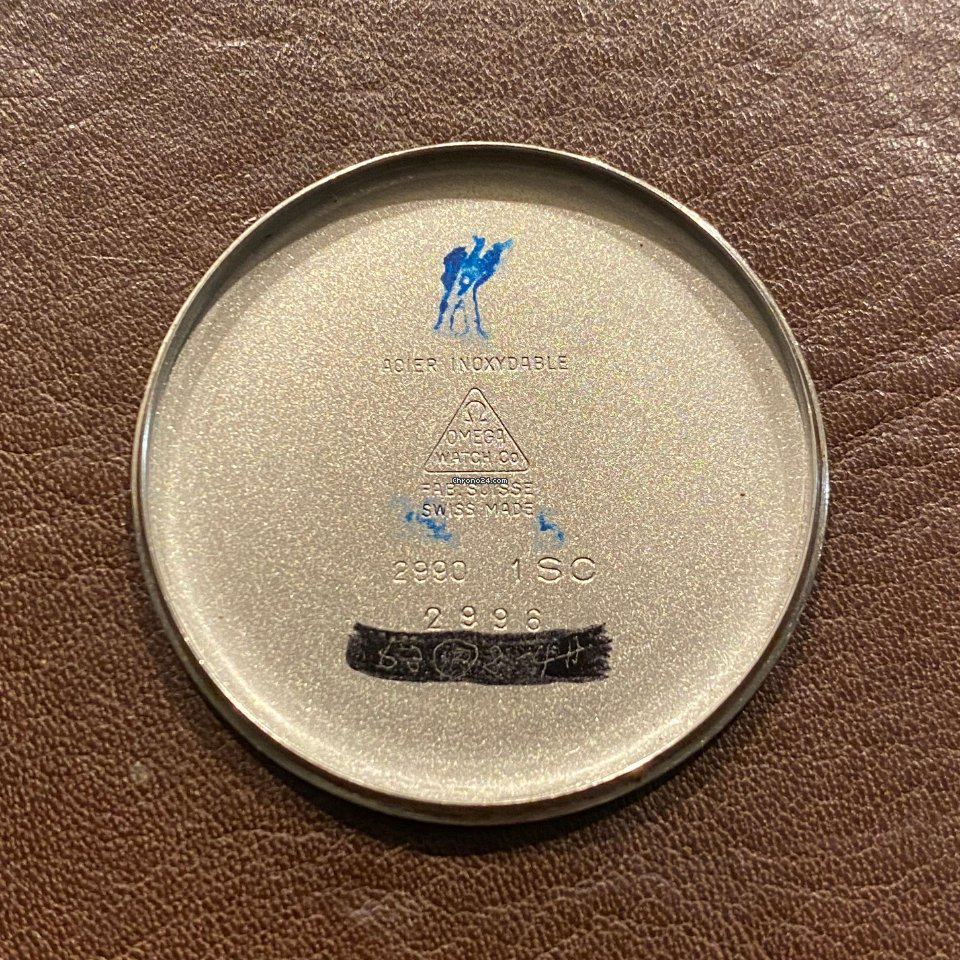 ACIER INOXYDABLE
Ω
OMEGA
WATCH Co
Chrono24.com
FAB. SUISSE
SWISS MADE
2990 1SC
2996